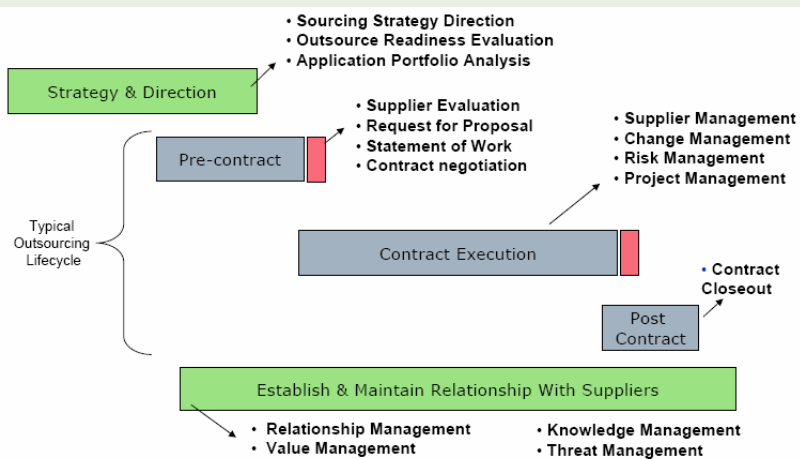 • Sourcing Strategy Direction
• Outsource Readiness Evaluation
• Application Portfolio Analysis
Strategy & Direction
• Supplier Evaluation
• Request for Proposal
• Statement of Work
• Contract negotiation
Pre-contract
• Supplier Management
• Change Management
• Risk Management
• Project Management
Typical
Outsourcing
Lifecycle
Contract Execution
• Contract
Closeout
Post
Contract
Establish & Maintain Relationship With Suppliers
• Relationship Management
• Value Management
• Knowledge Management
• Threat Management